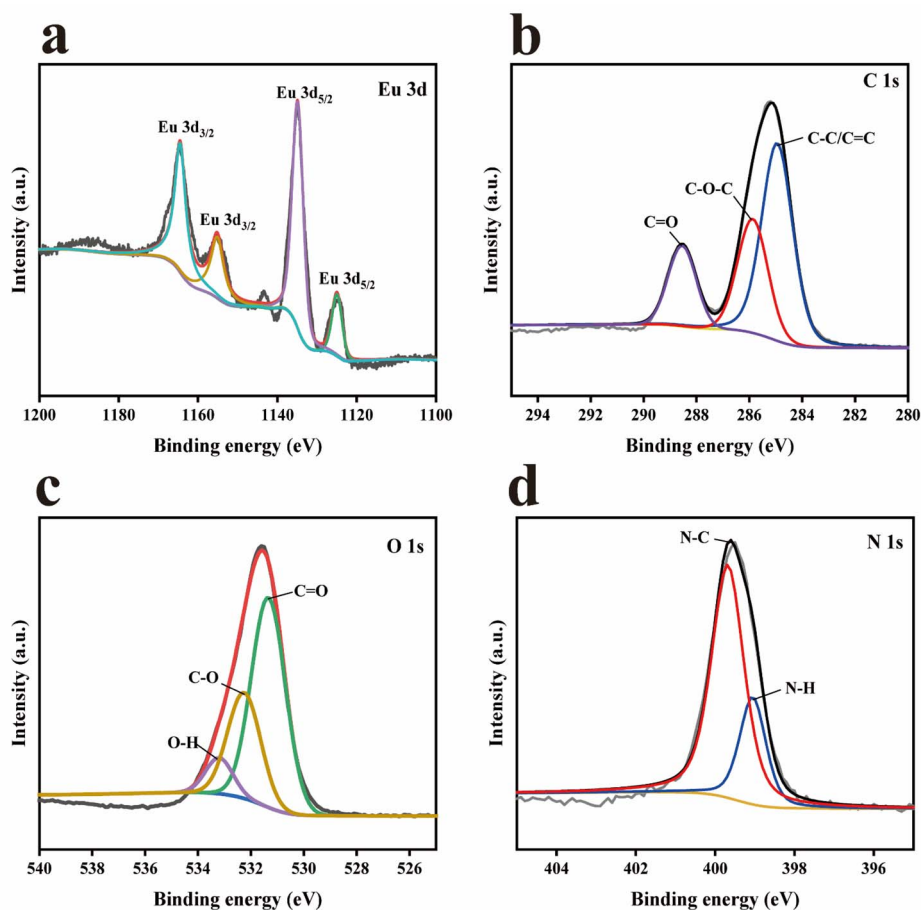 a
Eu 3d
Eu 3d5/2
Eu 3d3/2
Eu 3d3/2
Eu 3d5/2
Intensity (a.u.)
1200 1180 1160 1140 1120 1100
Binding energy (eV)
b
C 1s
C-C/C=C
C-O-C
C=O
Intensity (a.u.)
294 292 290 288 286 284 282 280
Binding energy (eV)
c
O 1s
C=O
C-O
O-H
Intensity (a.u.)
540 538 536 534 532 530 528 526
Binding energy (eV)
d
N 1s
N-C
N-H
Intensity (a.u.)
404 402 400 398 396
Binding energy (eV)